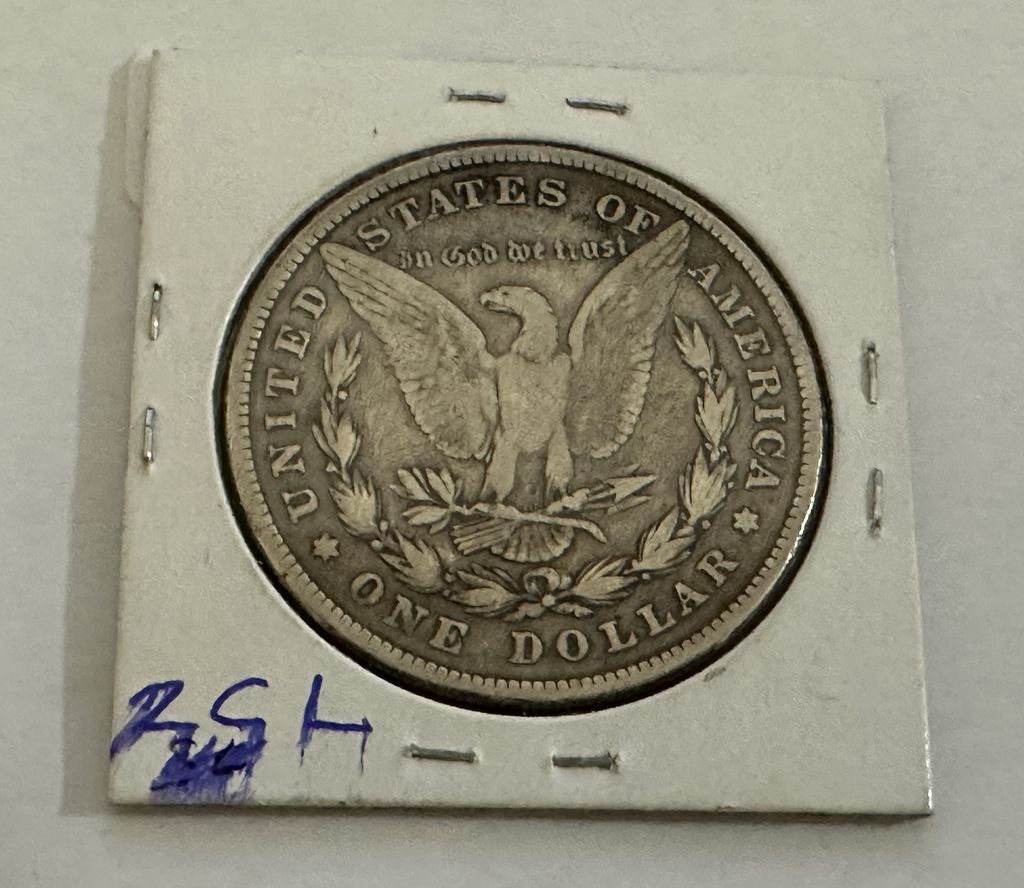 UNITED STATES OF AMERICA
In God we trust
ONE DOLLAR